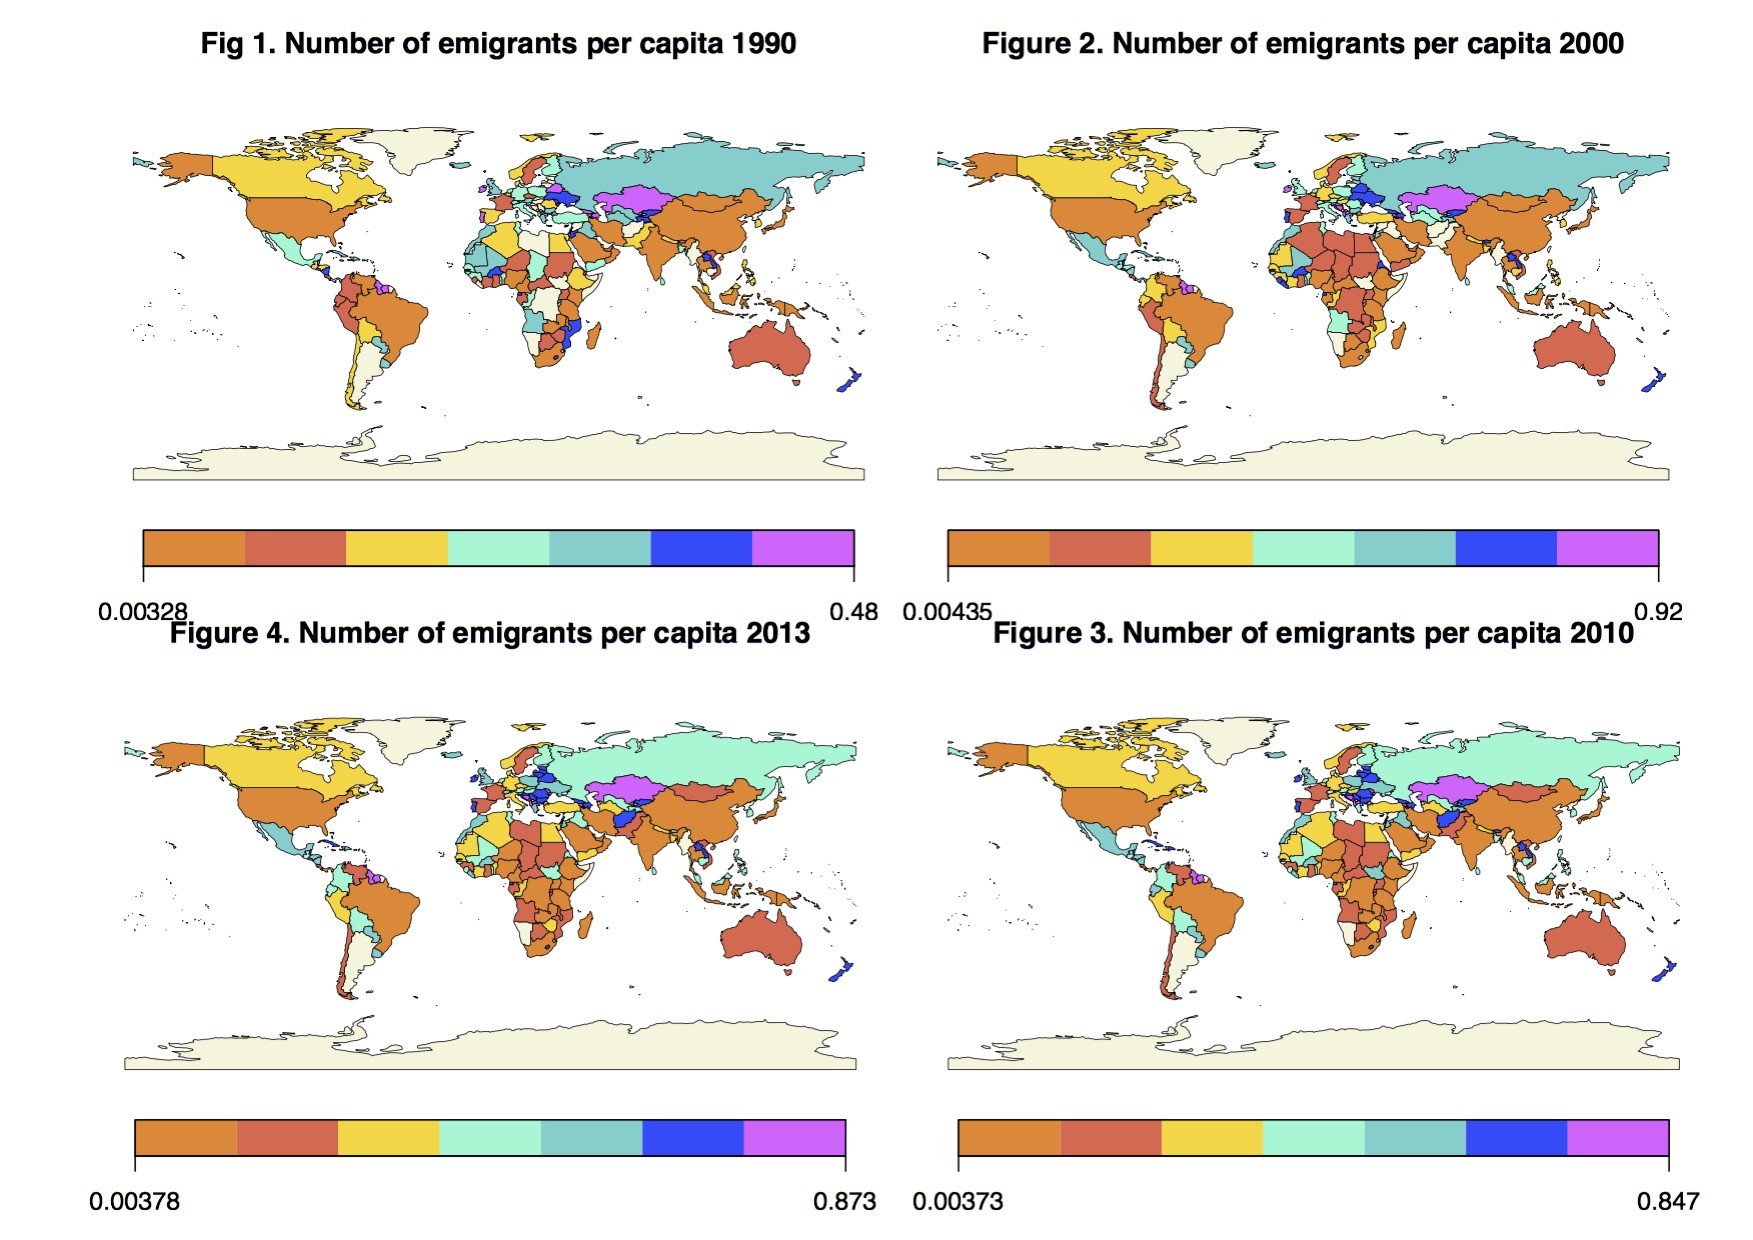 Fig 1. Number of emigrants per capita 1990
Figure 2. Number of emigrants per capita 2000
0.00328
0.48
0.00435
0.92
Figure 4. Number of emigrants per capita 2013
Figure 3. Number of emigrants per capita 2010
0.00378
0.873
0.00373
0.847